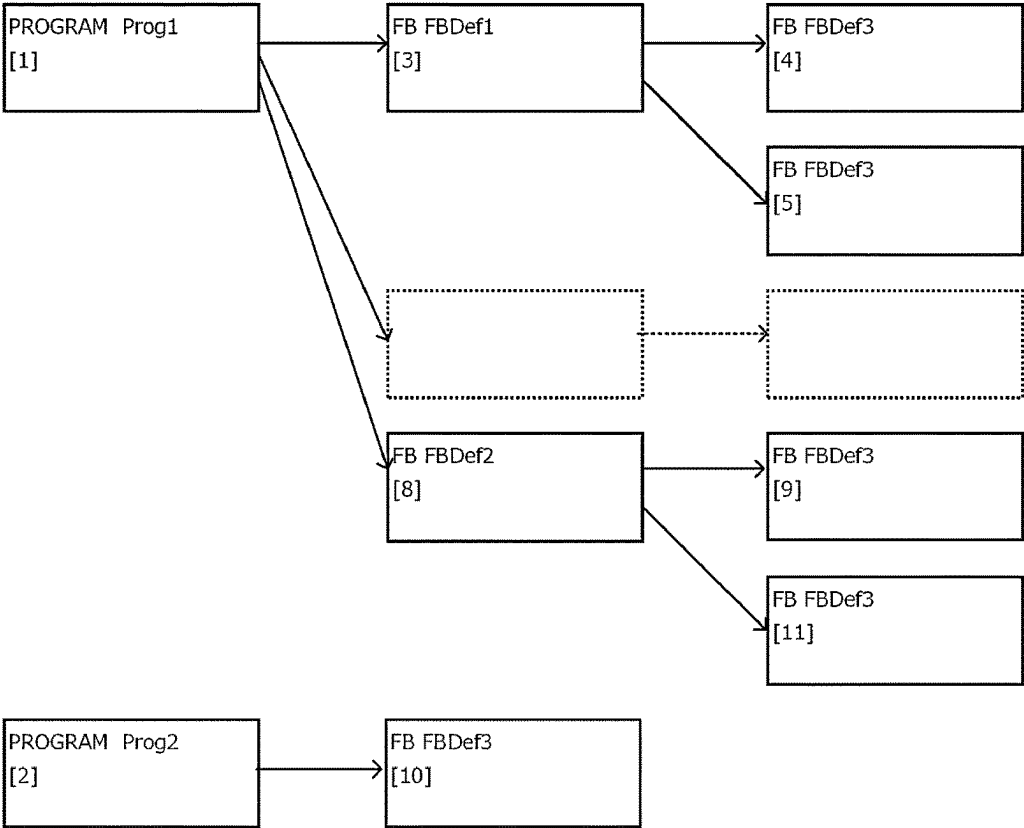 PROGRAM Prog1
[1]
FB FBDef1
[3]
FB FBDef3
[4]
FB FBDef3
[5]
FB FBDef2
[8]
FB FBDef3
[9]
FB FBDef3
[11]
PROGRAM Prog2
[2]
FB FBDef3
[10]